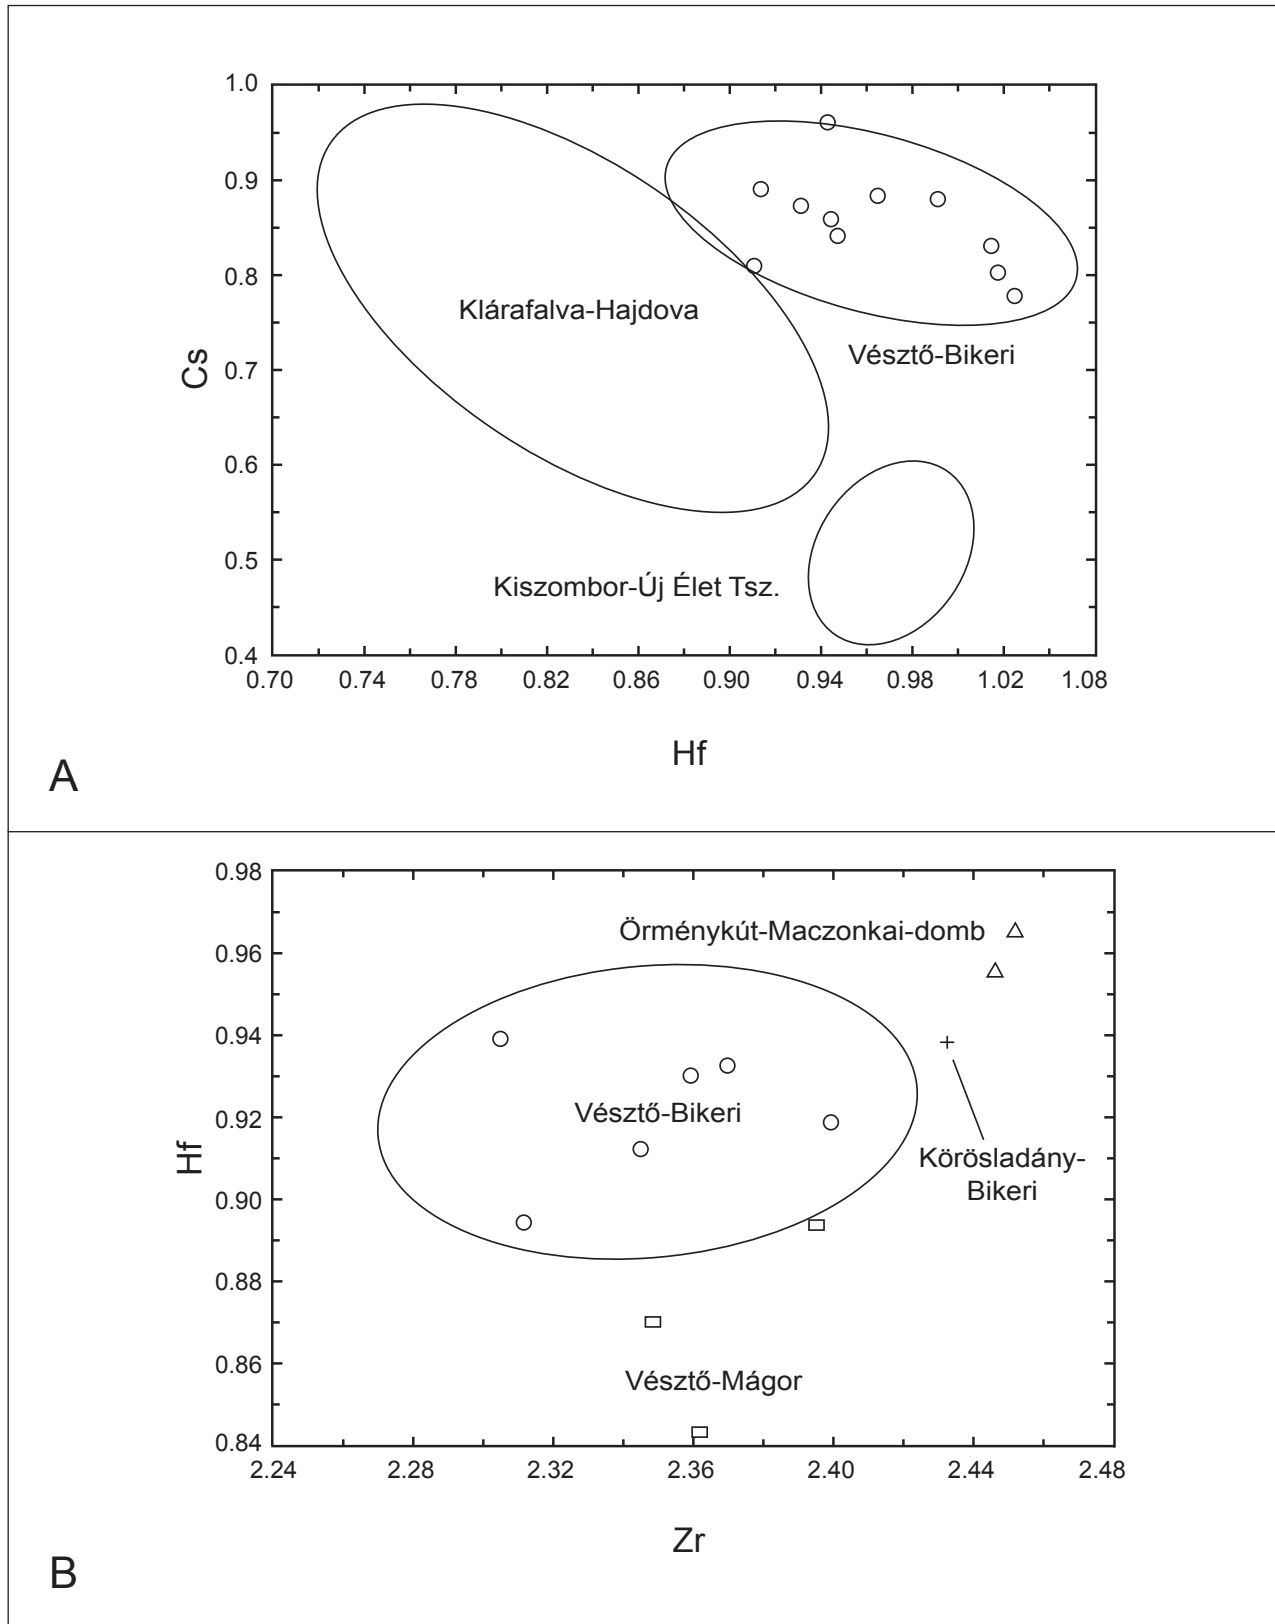 1.0
0.9
0.8
0.7
0.6
0.5
0.4
Cs
Klárafalva-Hajdova
Vésztő-Bikeri
Kiszombor-Új Élet Tsz.
0.70 0.74 0.78 0.82 0.86 0.90 0.94 0.98 1.02 1.08
Hf
A
0.98
0.96
0.94
0.92
0.90
0.88
0.86
0.84
Hf
Örménykút-Maczonkai-domb
Vésztő-Bikeri
Körösladány-
Bikeri
Vésztő-Mágor
2.24 2.28 2.32 2.36 2.40 2.44 2.48
Zr
B